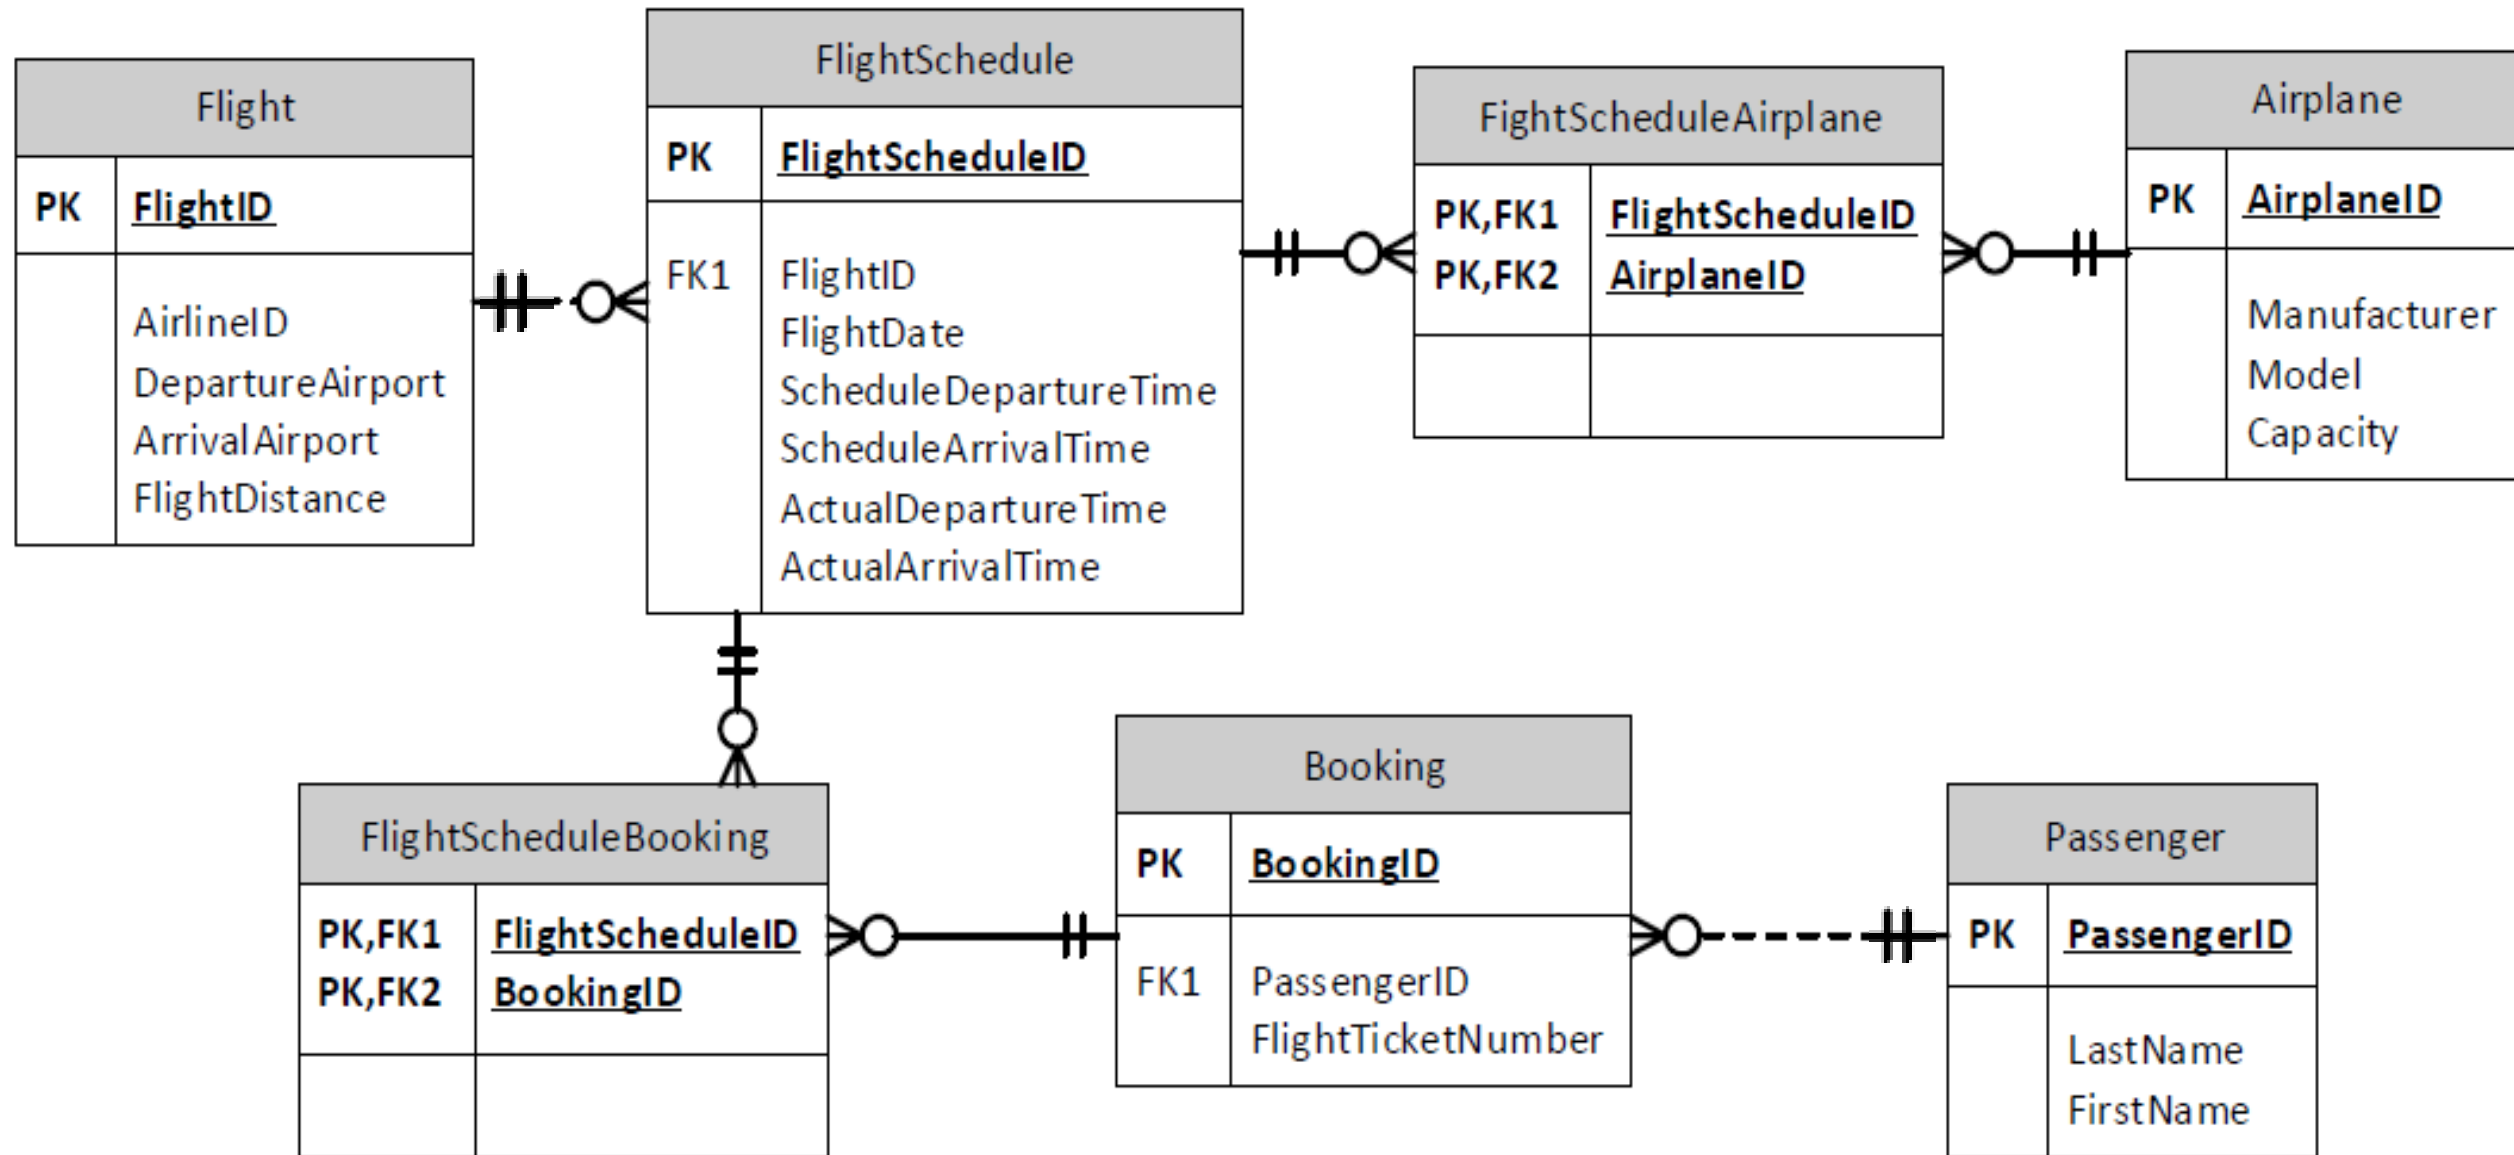 Flight
PK FlightID
AirlineID
DepartureAirport
ArrivalAirport
FlightDistance
FlightSchedule
PK FlightScheduleID
FK1 FlightID
FlightDate
ScheduleDepartureTime
ScheduleArrivalTime
ActualDepartureTime
ActualArrivalTime
FightScheduleAirplane
PK,FK1 FlightScheduleID
PK,FK2 AirplaneID
Airplane
PK AirplaneID
Manufacturer
Model
Capacity
FlightScheduleBooking
PK,FK1 FlightScheduleID
PK,FK2 BookingID
Booking
PK BookingID
FK1 PassengerID
FlightTicketNumber
Passenger
PK PassengerID
LastName
FirstName